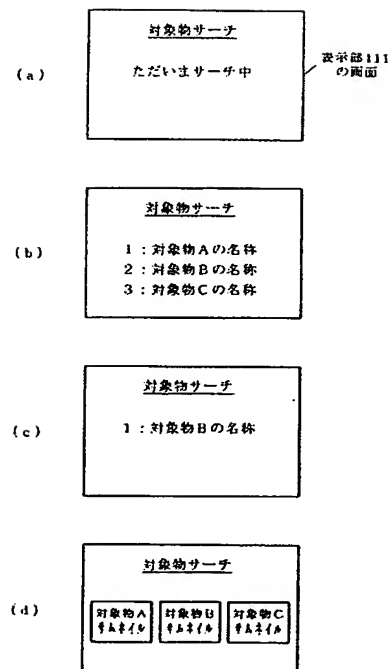 対象物サーチ
(a)
ただいまサーチ中
表示部111
の画面
対象物サーチ
(b)
1:対象物Aの名称
2:対象物Bの名称
3:対象物Cの名称
対象物サーチ
(c)
1:対象物Bの名称
対象物サーチ
(d)
対象物A
サムネイル
対象物B
サムネイル
対象物C
サムネイル